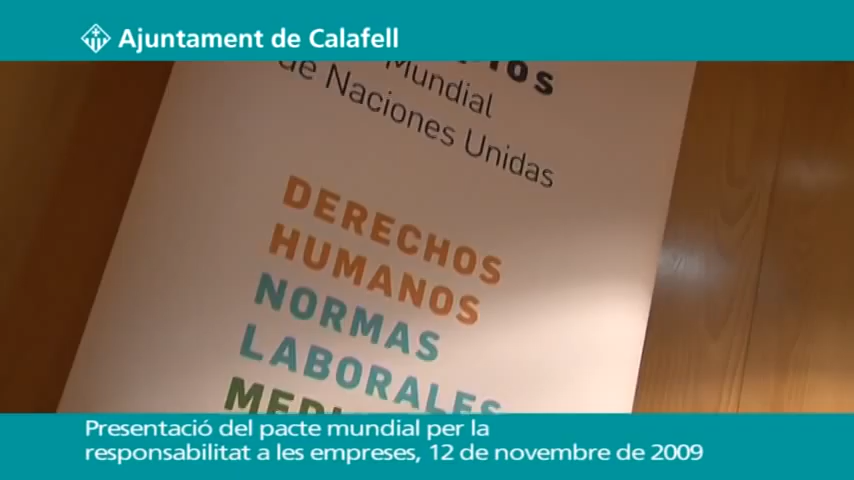 Ajuntament de Calafell
Mundial
de Naciones Unidas
DERECHOS
HUMANOS
NORMAS
LABORALES
Presentació del pacte mundial per la
responsabilitat a les empreses, 12 de novembre de 2009